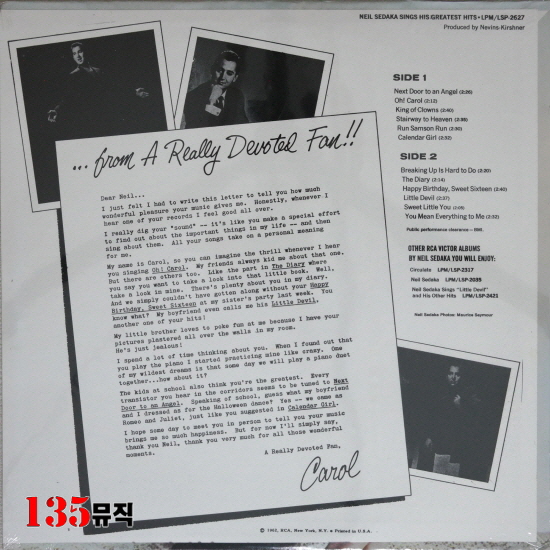 NEIL SEDAKA SINGS HIS GREATEST HITS • LPM/LSP-2627
Produced by Nevins-Kirshner
SIDE 1
Next Door to an Angel (2:26)
Oh! Carol (2:12)
King of Clowns (2:40)
Stairway to Heaven (2:38)
Run Samson Run (2:50)
Calendar Girl (2:32)
SIDE 2
Breaking Up Is Hard to Do (2:20)
The Diary (2:14)
Happy Birthday, Sweet Sixteen (2:40)
Little Devil (2:37)
Sweet Little You (2:05)
You Mean Everything to Me (2:32)
Public performance clearance—BMI.
OTHER RCA VICTOR ALBUMS
BY NEIL SEDAKA YOU WILL ENJOY:
Circulate LPM/LSP-2317
Neil Sedaka LPM/LSP-2035
Neil Sedaka Sings "Little Devil"
and His Other Hits LPM/LSP-2421
Neil Sedaka Photos: Maurice Seymour
...from A Really Devoted Fan!!
Dear Neil...
I just felt I had to write this letter to tell you how much
wonderful pleasure your music gives me. Honestly, whenever I
hear one of your records I feel good all over.
I really dig your "sound" -- it's like you make a special effort
to find out about the important things in my life -- and then
sing about them. All your songs take on a personal meaning
for me.
My name is Carol, so you can imagine the thrill whenever I hear
you singing Oh! Carol. My friends always kid me about that one.
But there are others too. Like the part in The Diary where
you say you want to take a look into that little book. Well,
take a look in mine. There's plenty about you in my diary.
And we simply couldn't have gotten along without your Happy
Birthday, Sweet Sixteen at my sister's party last week. You
know what? My boyfriend even calls me his Little Devil,
another one of your hits!
My little brother loves to poke fun at me because I have your
pictures plastered all over the walls in my room.
He's just jealous!
I spend a lot of time thinking about you. When I found out that
you play the piano I started practicing mine like crazy. One
of my wildest dreams is that some day we will play a piano duet
together...how about it?
The kids at school also think you're the greatest. Every
transistor you hear in the corridors seems to be tuned to Next
Door to an Angel. Speaking of school, guess what my boyfriend
and I dressed as for the Halloween dance? Yes -- we came as
Romeo and Juliet, just like you suggested in Calendar Girl.
I hope some day to meet you in person to tell you your music
brings me so much happiness. But for now I'll simply say,
thank you Neil, thank you very much for all those wonderful
moments.
A Really Devoted Fan,
Carol
135뮤직
© 1962, RCA, New York, N.Y. • Printed in U.S.A.